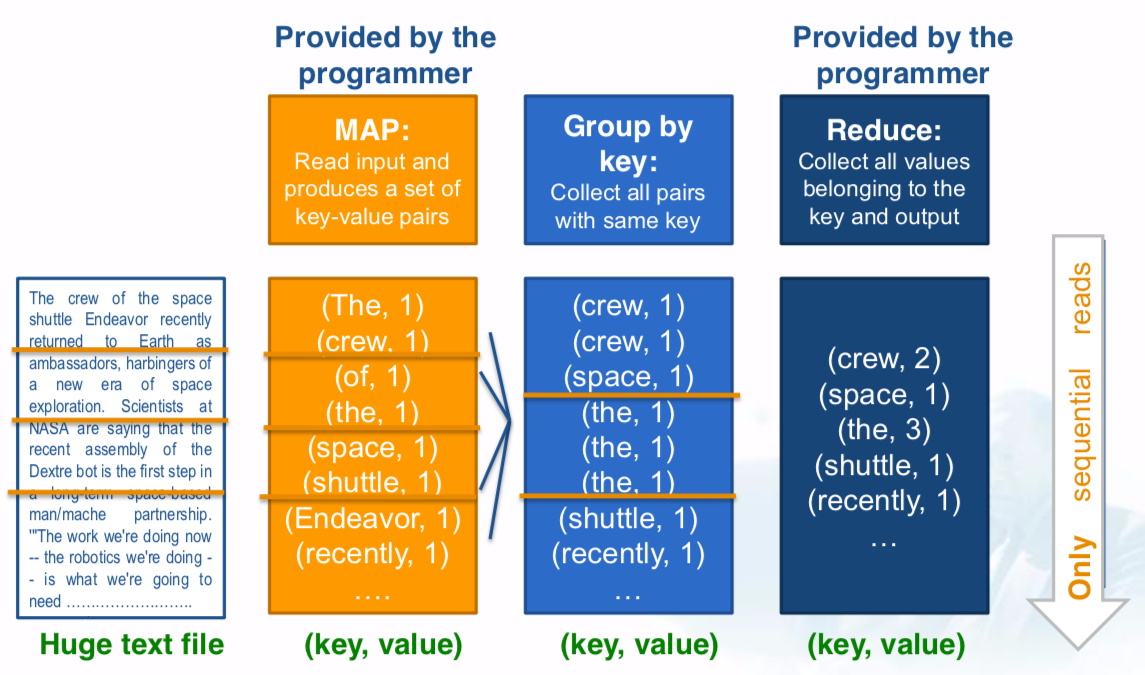 Provided by the
programmer
Provided by the
programmer
MAP:
Read input and
produces a set of
key-value pairs
Group by
key:
Collect all pairs
with same key
Reduce:
Collect all values
belonging to the
key and output
The crew of the space
shuttle Endeavor recently
returned to Earth as
ambassadors, harbingers of
a new era of space
exploration. Scientists at
NASA are saying that the
recent assembly of the
Dextre bot is the first step in
a long-term space-based
man/mache partnership.
'"The work we're doing now
-- the robotics we're doing -
- is what we're going to
need ……………………..
Huge text file
(The, 1)
(crew, 1)
(of, 1)
(the, 1)
(space, 1)
(shuttle, 1)
(Endeavor, 1)
(recently, 1)
….
(key, value)
(crew, 1)
(crew, 1)
(space, 1)
(the, 1)
(the, 1)
(the, 1)
(shuttle, 1)
(recently, 1)
…
(key, value)
(crew, 2)
(space, 1)
(the, 3)
(shuttle, 1)
(recently, 1)
…
(key, value)
Only sequential reads